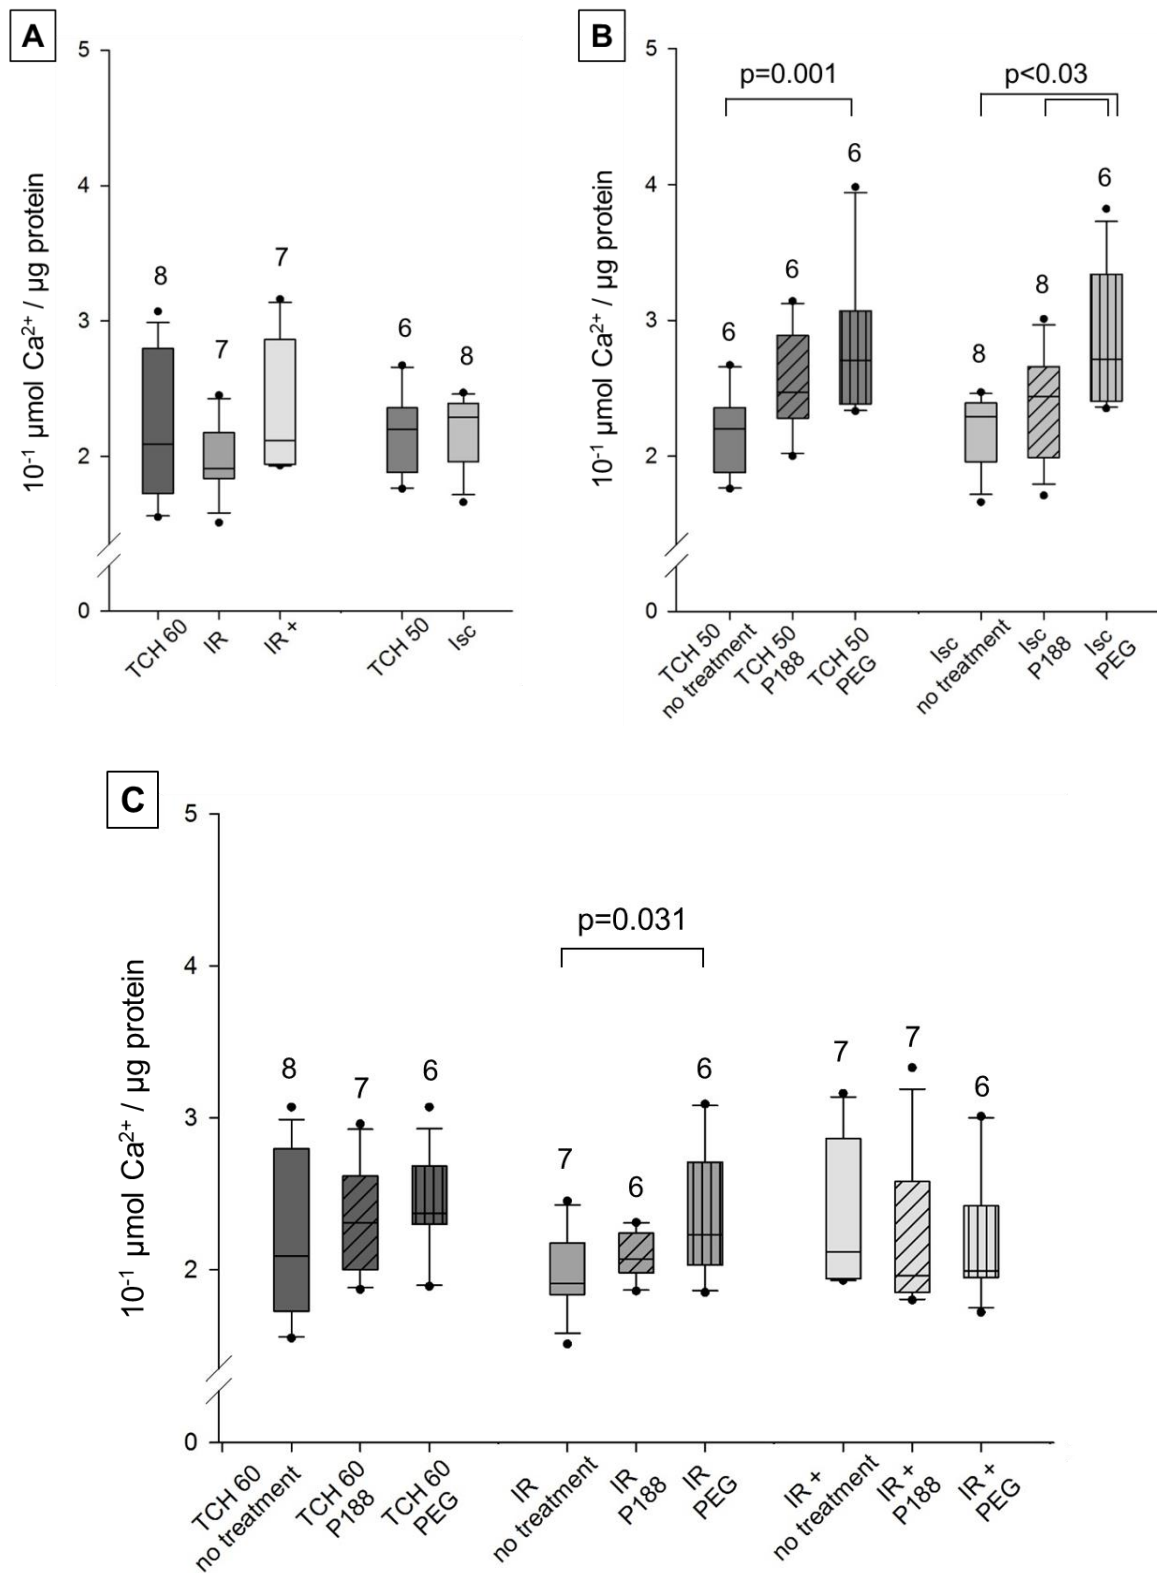 A
5
4
3
2
0
10⁻¹ µmol Ca²⁺ / µg protein
8
7
7
6
8
TCH 60
IR
IR +
TCH 50
Isc
B
5
4
3
2
0
10⁻¹ µmol Ca²⁺ / µg protein
p=0.001
p<0.03
6
6
6
8
8
6
TCH 50
no treatment
TCH 50
P188
TCH 50
PEG
Isc
no treatment
Isc
P188
Isc
PEG
C
5
4
3
2
0
10⁻¹ µmol Ca²⁺ / µg protein
p=0.031
8
7
6
7
6
6
7
7
6
TCH 60
no treatment
TCH 60
P188
TCH 60
PEG
IR
no treatment
IR
P188
IR
PEG
IR +
no treatment
IR +
P188
IR +
PEG